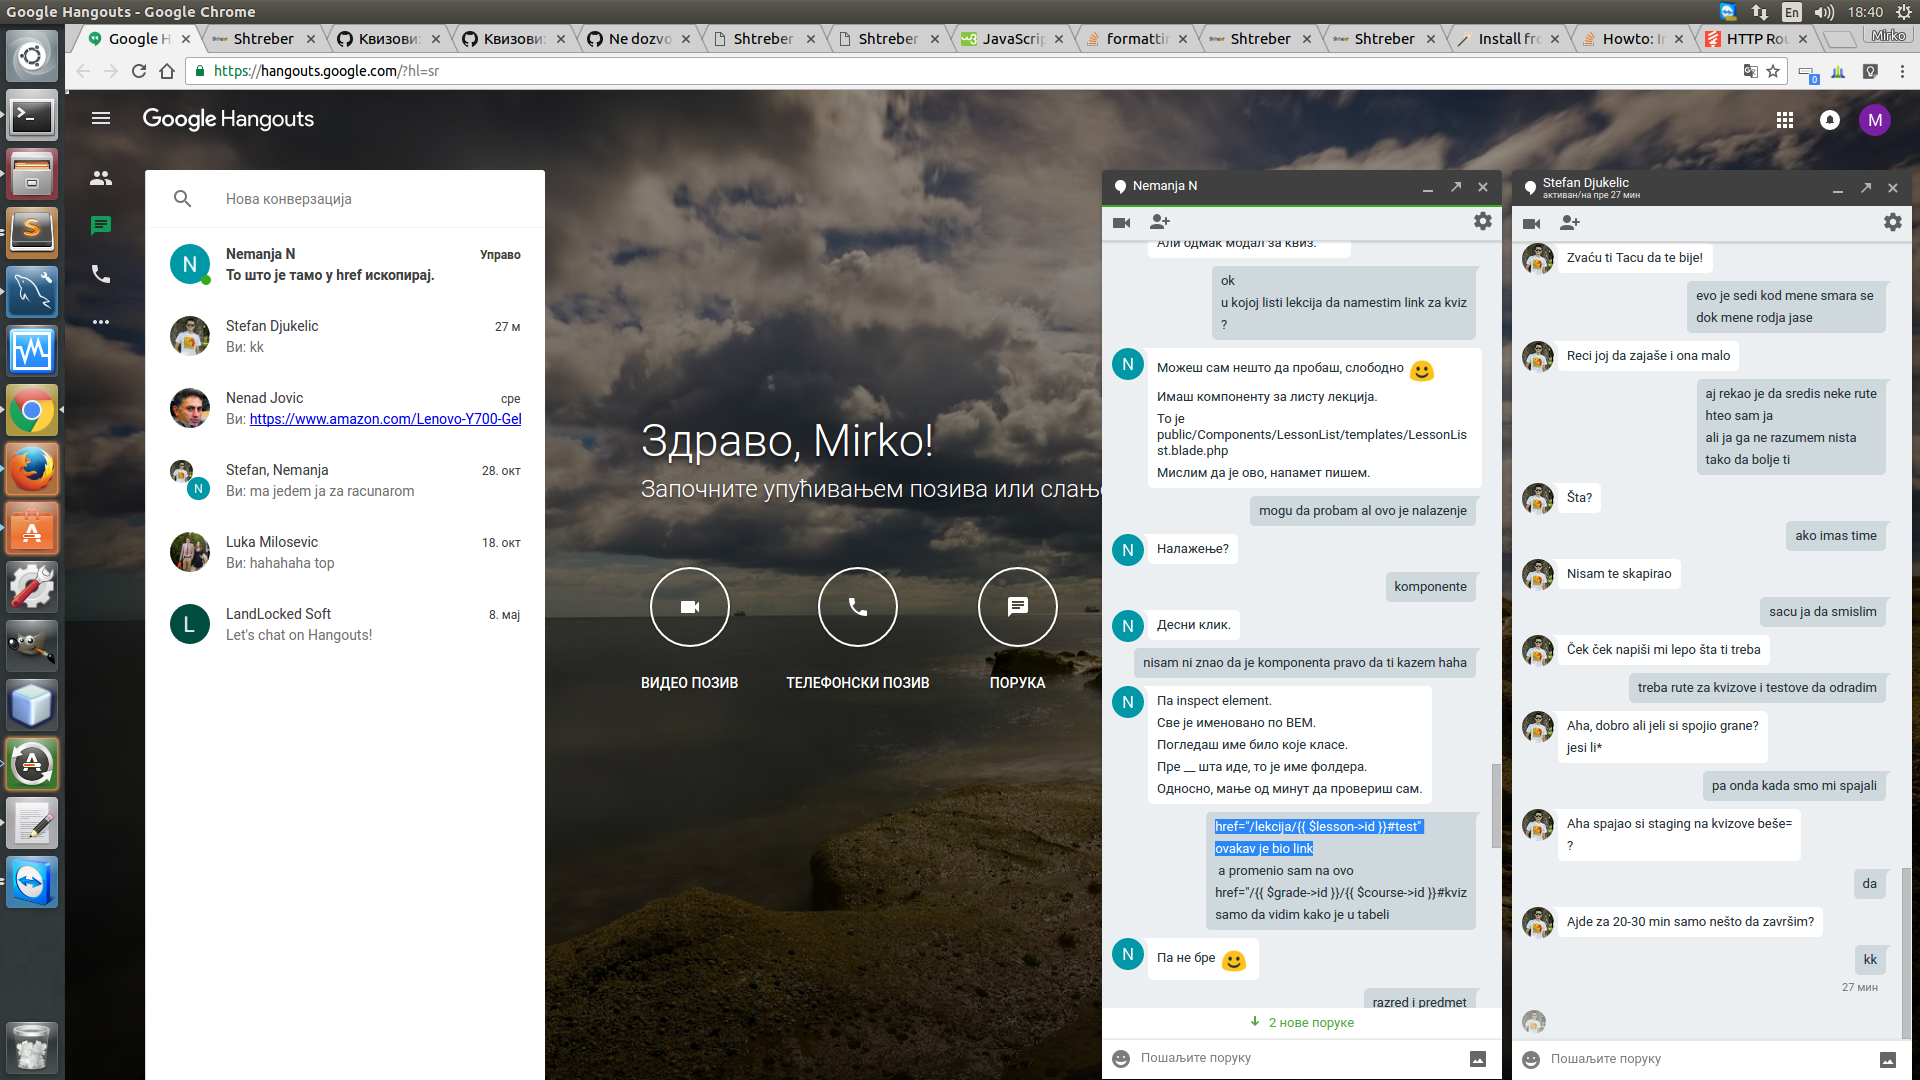 Google Hangouts - Google Chrome
En
18:40
Google H
Shtreber
Квизови:
Квизови:
Ne dozvo
Shtreber
Shtreber
JavaScrip
formattin
Shtreber
Shtreber
Install fro
Howto: I
HTTP Rou
Mirko
https://hangouts.google.com/?hl=sr
0
Google Hangouts
M
Нова конверзација
N
Nemanja N
Управо
То што је тамо у href ископирај.
Stefan Djukelic
27 м
Ви: kk
Nenad Jovic
сре
Ви: https://www.amazon.com/Lenovo-Y700-Gel
N
Stefan, Nemanja
28. окт
Ви: ma jedem ja za racunarom
Luka Milosevic
18. окт
Ви: hahahaha top
L
LandLocked Soft
8. мај
Let's chat on Hangouts!
Здраво, Mirko!
Започните упућивањем позива или слањ
ВИДЕО ПОЗИВ
ТЕЛЕФОНСКИ ПОЗИВ
ПОРУКА
Nemanja N
Али одмак модал за квиз.
ok
u kojoj listi lekcija da namestim link za kviz
?
N
Можеш сам нешто да пробаш, слободно
Имаш компоненту за листу лекција.
То је
public/Components/LessonList/templates/LessonLis
st.blade.php
Мислим да је ово, напамет пишем.
mogu da probam al ovo je nalazenje
N
Налажење?
komponente
N
Десни клик.
nisam ni znao da je komponenta pravo da ti kazem haha
N
Па inspect element.
Све је именовано по BEM.
Погледаш име било које класе.
Пре __ шта иде, то је име фолдера.
Односно, мање од минут да провериш сам.
href="/lekcija/{{ $lesson->id }}#test"
ovakav je bio link
a promenio sam na ovo
href="/{{ $grade->id }}/{{ $course->id }}#kviz
samo da vidim kako je u tabeli
N
Па не бре
razred i predmet
2 нове поруке
Пошаљите поруку
Stefan Djukelic
активан/на пре 27 мин
Zvaću ti Tacu da te bije!
evo je sedi kod mene smara se
dok mene rodja jase
Reci joj da zajaše i ona malo
aj rekao je da sredis neke rute
hteo sam ja
ali ja ga ne razumem nista
tako da bolje ti
Šta?
ako imas time
Nisam te skapirao
sacu ja da smislim
Ček ček napiši mi lepo šta ti treba
treba rute za kvizove i testove da odradim
Aha, dobro ali jeli si spojio grane?
jesi li*
pa onda kada smo mi spajali
Aha spajao si staging na kvizove beše=
?
da
Ajde za 20-30 min samo nešto da završim?
kk
27 мин
Пошаљите поруку